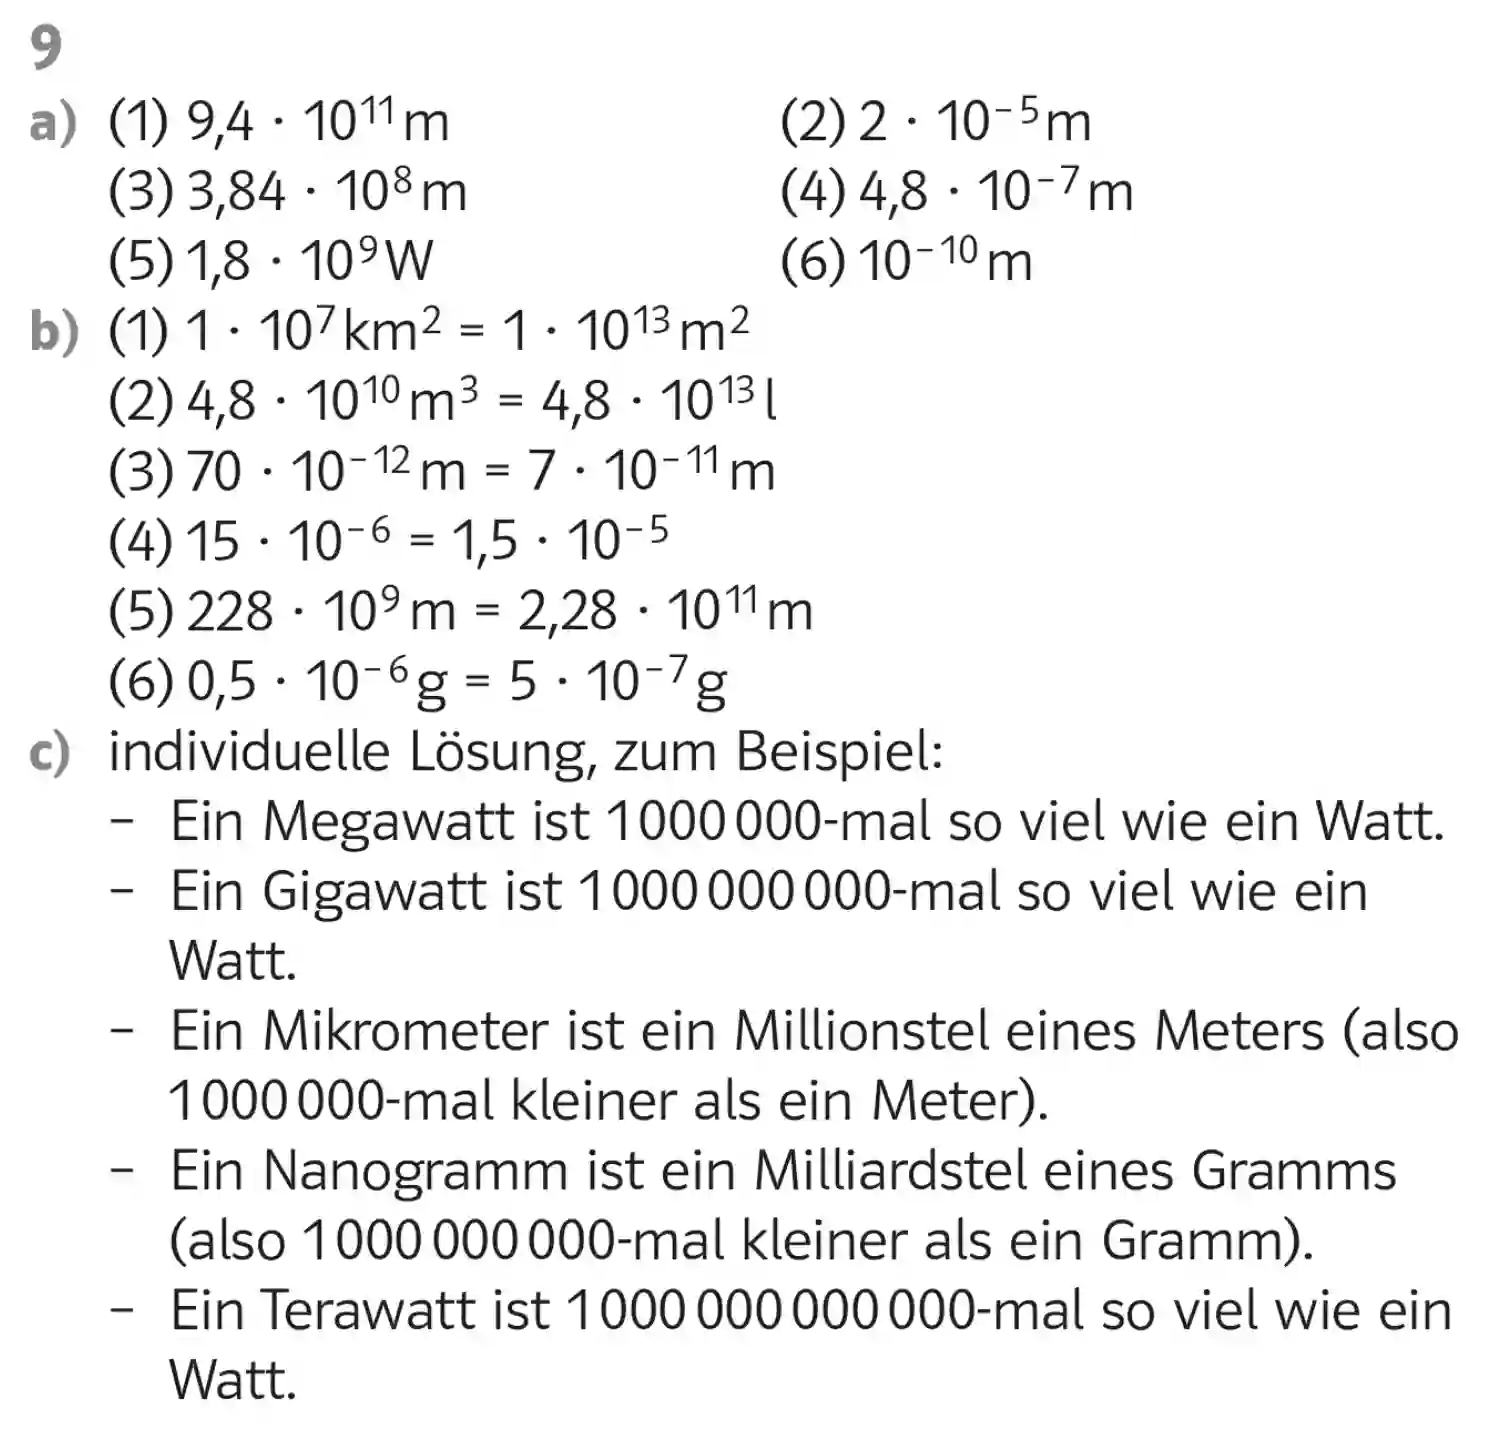 9
a) (1) 9,4 · 10¹¹ m (2) 2 · 10⁻⁵ m
(3) 3,84 · 10⁸ m (4) 4,8 · 10⁻⁷ m
(5) 1,8 · 10⁹ W (6) 10⁻¹⁰ m
b) (1) 1 · 10⁷ km² = 1 · 10¹³ m²
(2) 4,8 · 10¹⁰ m³ = 4,8 · 10¹³ l
(3) 70 · 10⁻¹² m = 7 · 10⁻¹¹ m
(4) 15 · 10⁻⁶ = 1,5 · 10⁻⁵
(5) 228 · 10⁹ m = 2,28 · 10¹¹ m
(6) 0,5 · 10⁻⁶ g = 5 · 10⁻⁷ g
c) individuelle Lösung, zum Beispiel:
– Ein Megawatt ist 1 000 000-mal so viel wie ein Watt.
– Ein Gigawatt ist 1 000 000 000-mal so viel wie ein
Watt.
– Ein Mikrometer ist ein Millionstel eines Meters (also
1 000 000-mal kleiner als ein Meter).
– Ein Nanogramm ist ein Milliardstel eines Gramms
(also 1 000 000 000-mal kleiner als ein Gramm).
– Ein Terawatt ist 1 000 000 000 000-mal so viel wie ein
Watt.